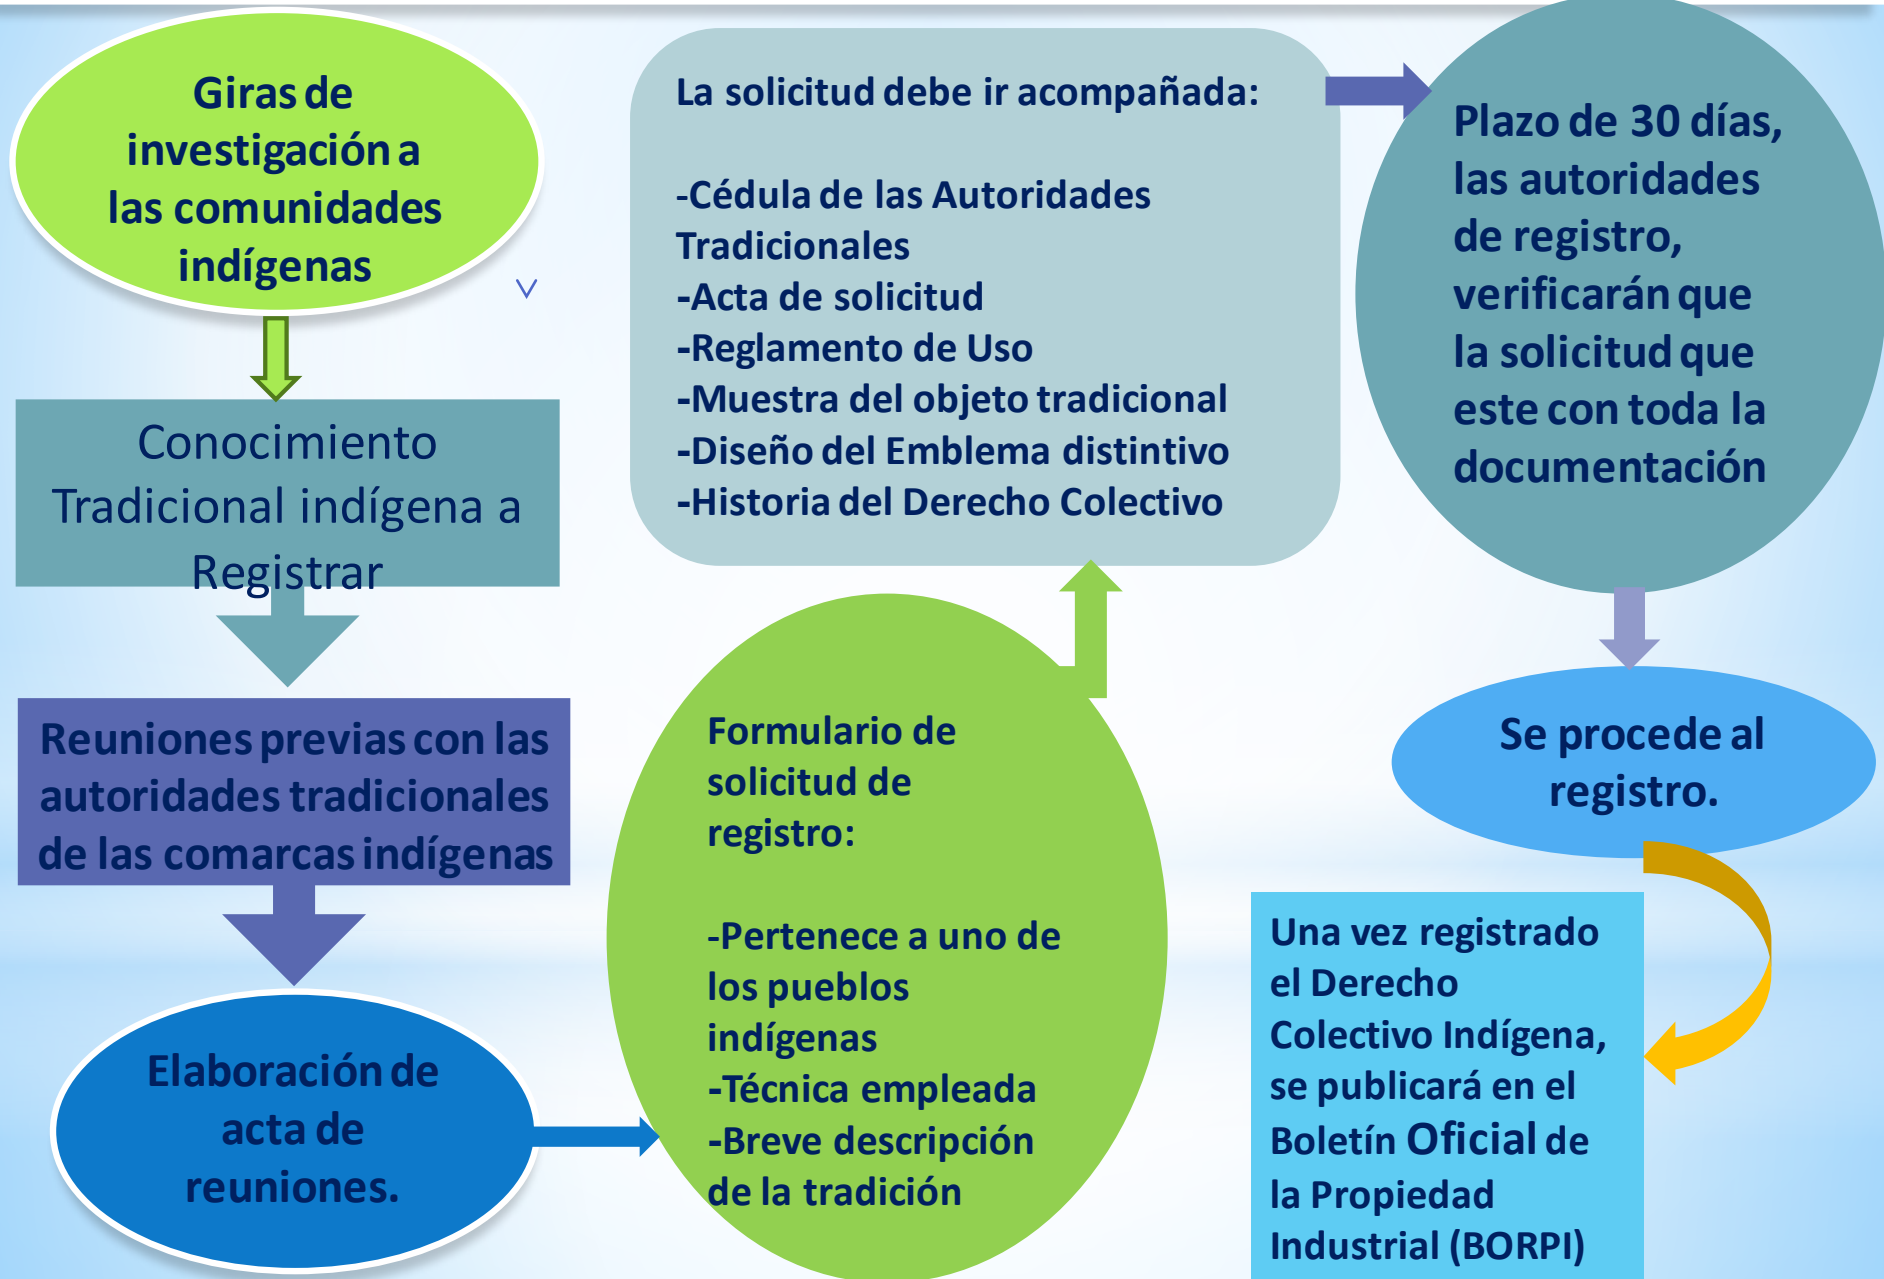 Giras de
investigación a
las comunidades
indígenas
Conocimiento
Tradicional indígena a
Registrar
Reuniones previas con las
autoridades tradicionales
de las comarcas indígenas
Elaboración de
acta de
reuniones.
Formulario de
solicitud de
registro:
-Pertenece a uno de
los pueblos
indígenas
-Técnica empleada
-Breve descripción
de la tradición
La solicitud debe ir acompañada:
-Cédula de las Autoridades
Tradicionales
-Acta de solicitud
-Reglamento de Uso
-Muestra del objeto tradicional
-Diseño del Emblema distintivo
-Historia del Derecho Colectivo
Plazo de 30 días,
las autoridades
de registro,
verificarán que
la solicitud que
este con toda la
documentación
Se procede al
registro.
Una vez registrado
el Derecho
Colectivo Indígena,
se publicará en el
Boletín Oficial de
la Propiedad
Industrial (BORPI)